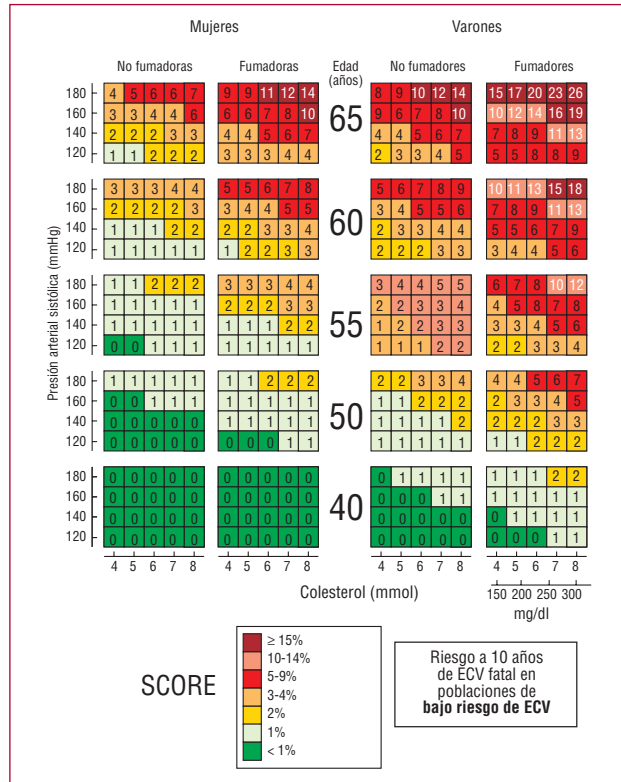 Mujeres Varones
No fumadoras Fumadoras Edad (años) No fumadores Fumadores
Presión arterial sistólica (mmHg)
180 4 5 6 6 7 9 9 11 12 14 8 9 10 12 14 15 17 20 23 26
160 3 3 4 4 6 6 6 7 8 10 6 6 7 8 10 10 12 14 16 19
65
140 2 2 2 3 3 4 4 5 6 7 4 4 5 6 7 7 8 9 11 13
120 1 1 2 2 2 3 3 3 4 4 2 3 3 4 5 5 5 8 8 9
180 3 3 3 4 4 5 5 6 7 8 5 6 7 8 9 10 11 13 15 18
160 2 2 2 2 3 3 4 4 5 5 3 4 5 5 6 7 8 9 11 13
60
140 1 1 1 2 2 2 2 3 3 4 2 3 3 3 4 5 5 6 7 9
120 1 1 1 1 1 1 2 2 3 3 2 2 2 3 3 3 4 4 5 6
180 1 1 2 2 2 3 3 3 4 4 3 4 4 5 5 6 7 8 10 12
160 1 1 1 1 1 2 2 2 3 3 2 2 3 3 4 4 5 6 7 8
55
140 1 1 1 1 1 1 1 1 2 2 1 2 2 3 3 3 3 4 5 6
120 0 0 1 1 1 1 1 1 1 1 1 1 1 2 2 2 2 3 3 4
180 1 1 1 1 1 1 1 2 2 2 2 2 3 3 4 4 4 5 6 7
160 0 0 1 1 1 1 1 1 1 1 1 1 2 2 2 2 3 3 4 5
50
140 0 0 0 0 0 1 1 1 1 1 1 1 1 1 2 2 2 2 3 3
120 0 0 0 0 0 0 0 0 1 1 1 1 1 1 1 1 1 2 2 2
180 0 0 0 0 0 0 0 0 0 0 0 1 1 1 1 1 1 1 2 2
160 0 0 0 0 0 0 0 0 0 0 0 0 0 1 1 1 1 1 1 1
40
140 0 0 0 0 0 0 0 0 0 0 0 0 0 0 0 0 1 1 1 1
120 0 0 0 0 0 0 0 0 0 0 0 0 0 0 0 0 0 0 1 1
4 5 6 7 8 4 5 6 7 8 4 5 6 7 8 4 5 6 7 8
Colesterol (mmol)
150 200 250 300
mg/dl
SCORE
≥ 15%
10-14%
5-9%
3-4%
2%
1%
< 1%
Riesgo a 10 años
de ECV fatal en
poblaciones de
bajo riesgo de ECV